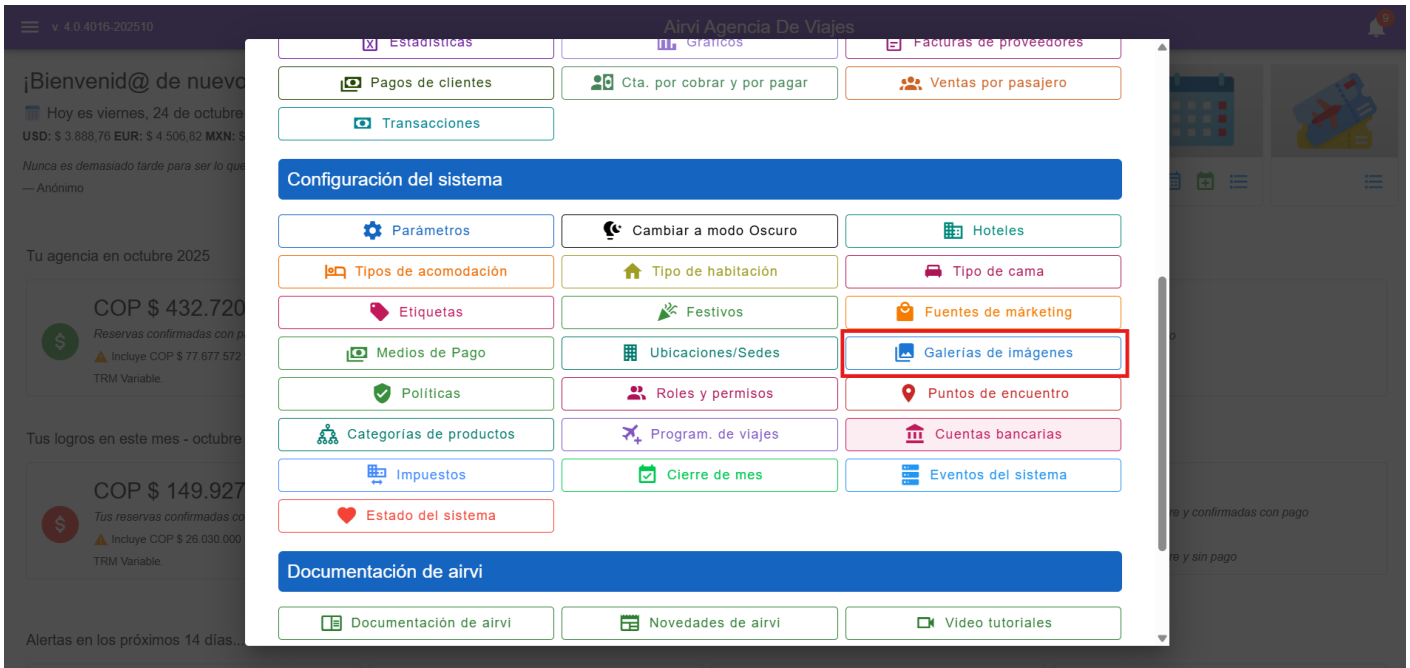 v. 4.0.4016-202510
Airvi Agencia De Viajes
9
¡Bienvenid@ de nuevo
Hoy es viernes, 24 de octubre
USD: $ 3.888,76 EUR: $ 4.506,82 MXN: $
Nunca es demasiado tarde para ser lo que
— Anónimo
Tu agencia en octubre 2025
COP $ 432.720
Reservas confirmadas con p
Incluye COP $ 77.677.572
TRM Variable.
Tus logros en este mes - octubre
COP $ 149.927
Tus reservas confirmadas co
Incluye COP $ 26.030.000
TRM Variable.
Alertas en los próximos 14 días...
Estadísticas
Gráficos
Facturas de proveedores
Pagos de clientes
Cta. por cobrar y por pagar
Ventas por pasajero
Transacciones
Configuración del sistema
Parámetros
Cambiar a modo Oscuro
Hoteles
Tipos de acomodación
Tipo de habitación
Tipo de cama
Etiquetas
Festivos
Fuentes de márketing
Medios de Pago
Ubicaciones/Sedes
Galerías de imágenes
Políticas
Roles y permisos
Puntos de encuentro
Categorías de productos
Program. de viajes
Cuentas bancarias
Impuestos
Cierre de mes
Eventos del sistema
Estado del sistema
Documentación de airvi
Documentación de airvi
Novedades de airvi
Video tutoriales
o
re y confirmadas con pago
re y sin pago